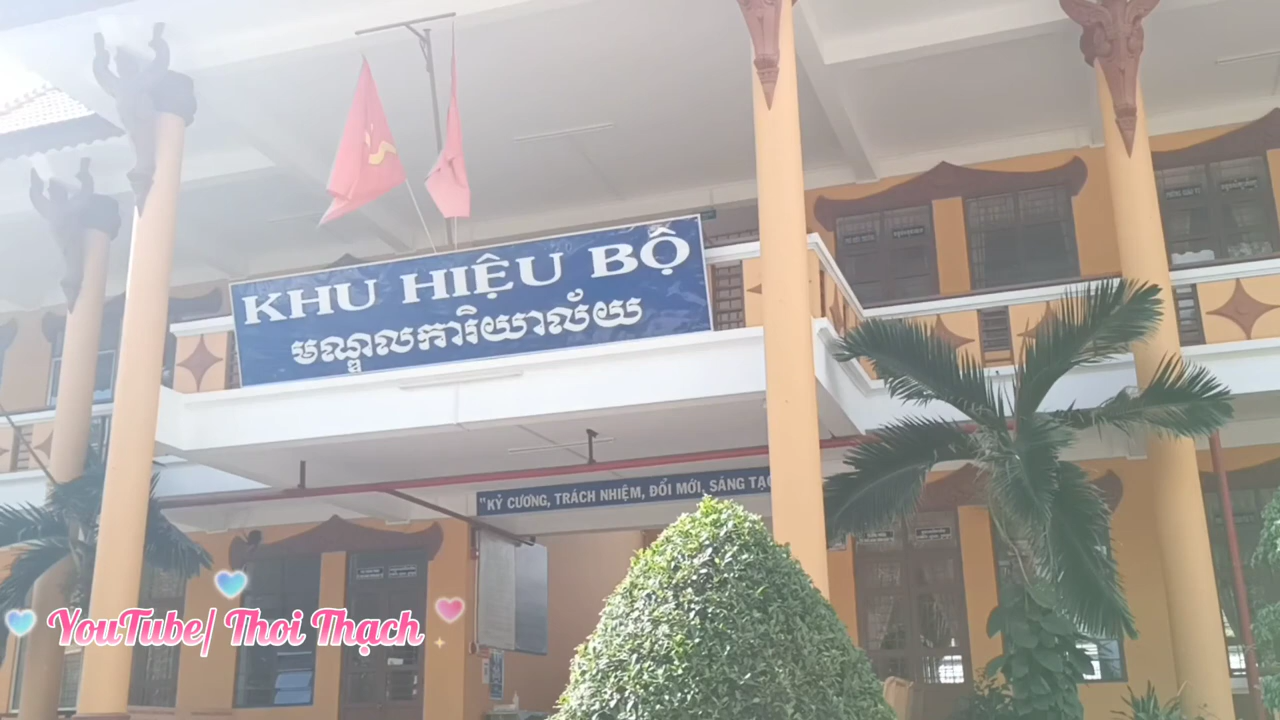 KHU HIỆU BỘ
មណ្ឌលការិយាល័យ
"KỶ CƯƠNG, TRÁCH NHIỆM, ĐỔI MỚI, SÁNG TẠO
YouTube/ Thoi Thạch